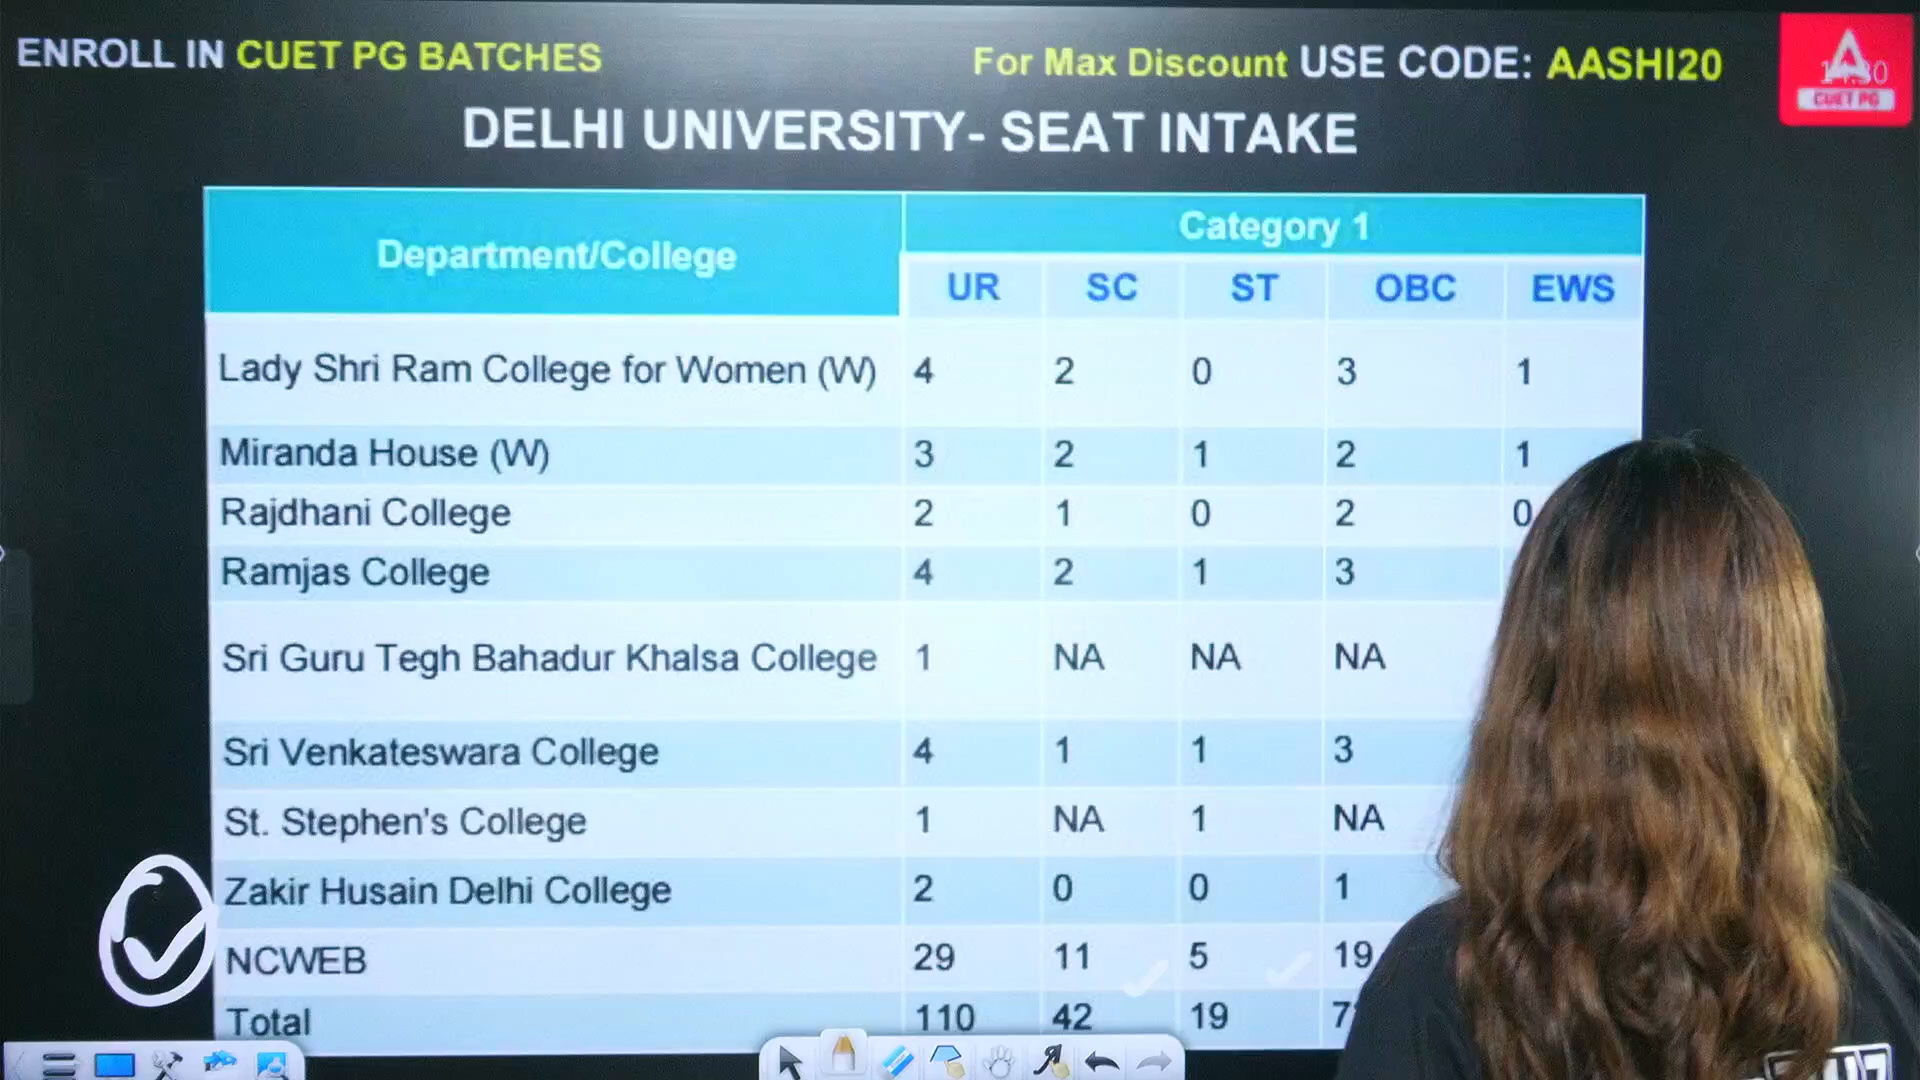 ENROLL IN CUET PG BATCHES
For Max Discount USE CODE: AASHI20
CUET PG
DELHI UNIVERSITY- SEAT INTAKE
Department/College Category 1
UR SC ST OBC EWS
Lady Shri Ram College for Women (W) 4 2 0 3 1
Miranda House (W) 3 2 1 2 1
Rajdhani College 2 1 0 2 0
Ramjas College 4 2 1 3
Sri Guru Tegh Bahadur Khalsa College 1 NA NA NA
Sri Venkateswara College 4 1 1 3
St. Stephen's College 1 NA 1 NA
Zakir Husain Delhi College 2 0 0 1
NCWEB 29 11 5 19
Total 110 42 19